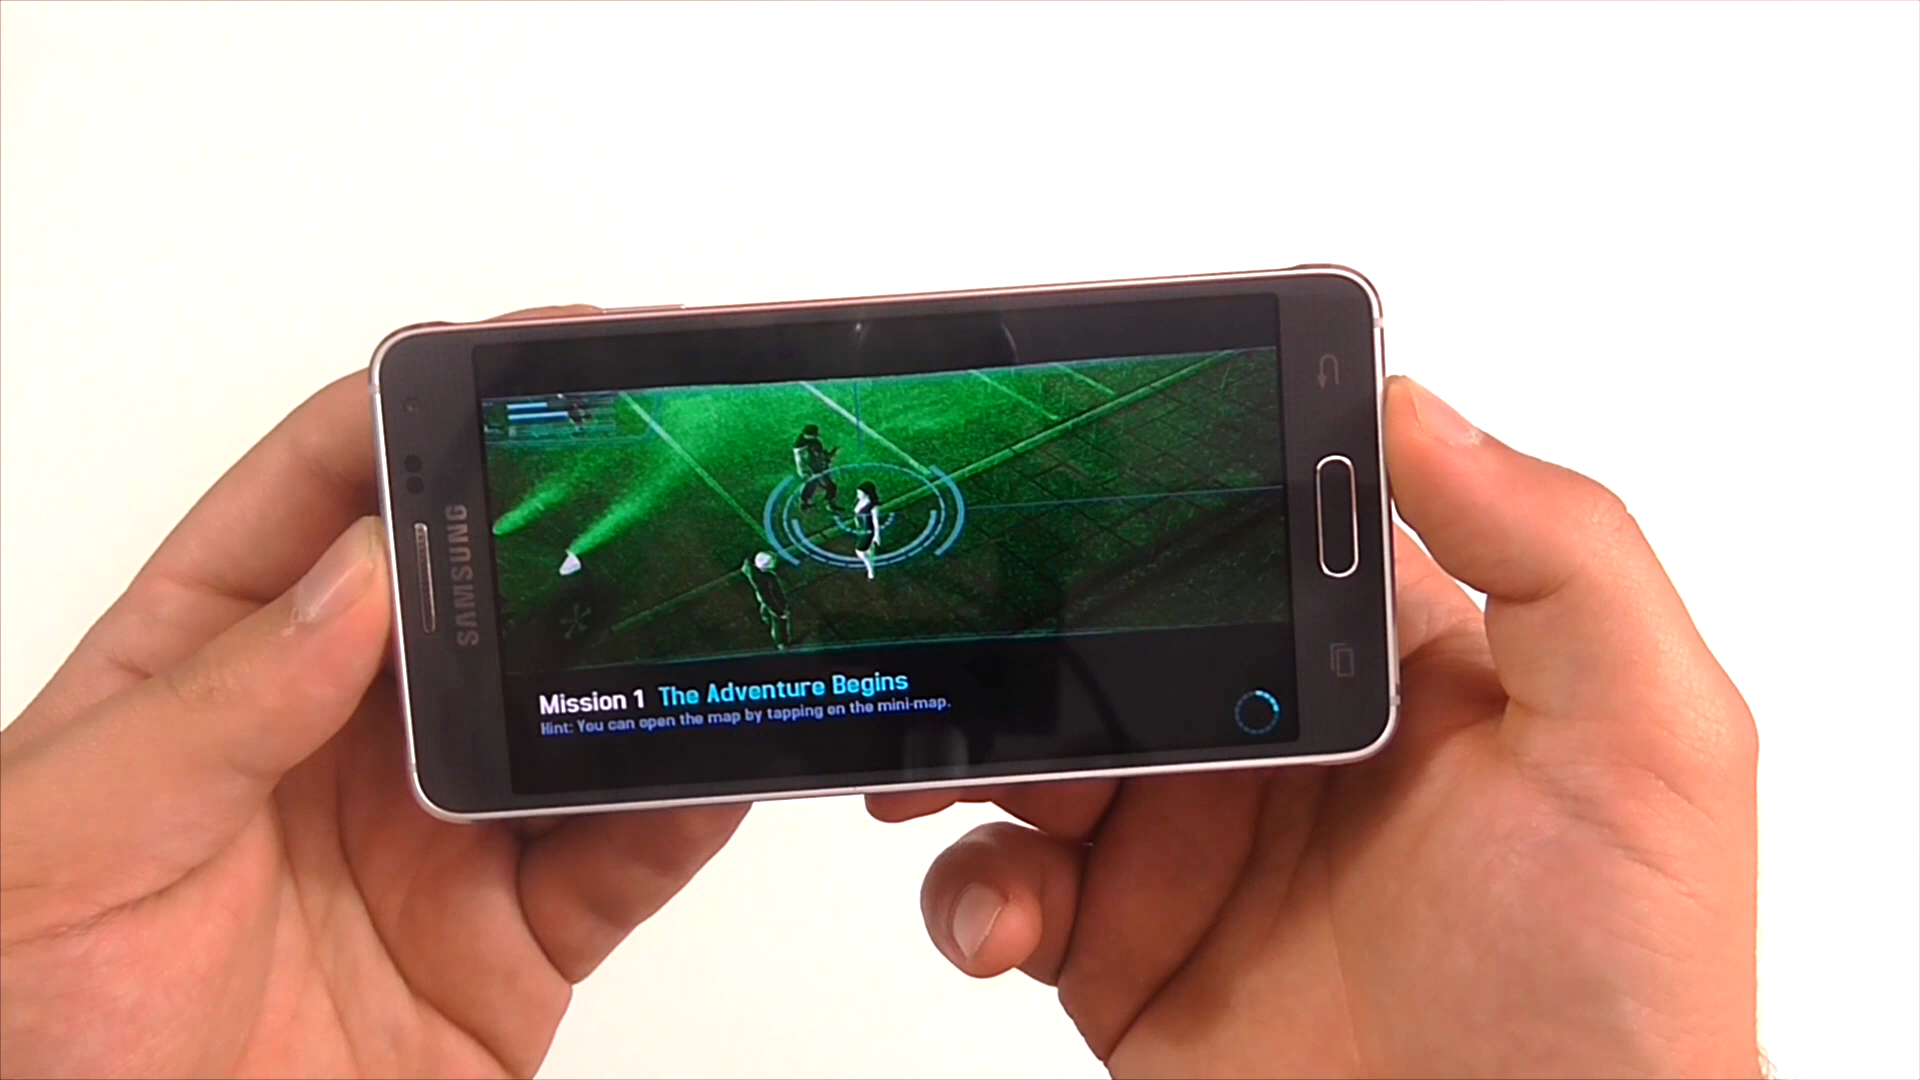 SAMSUNG
Mission 1 The Adventure Begins
Hint: You can open the map by tapping on the mini-map.